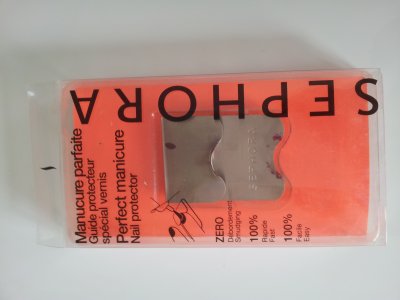 SEPHORA
SEPHORA
Manucure parfaite
Guide protecteur
spécial vernis
Perfect manicure
Nail protector
ZERO
Débordement
Smudging
100%
Rapide
Fast
100%
Facile
Easy